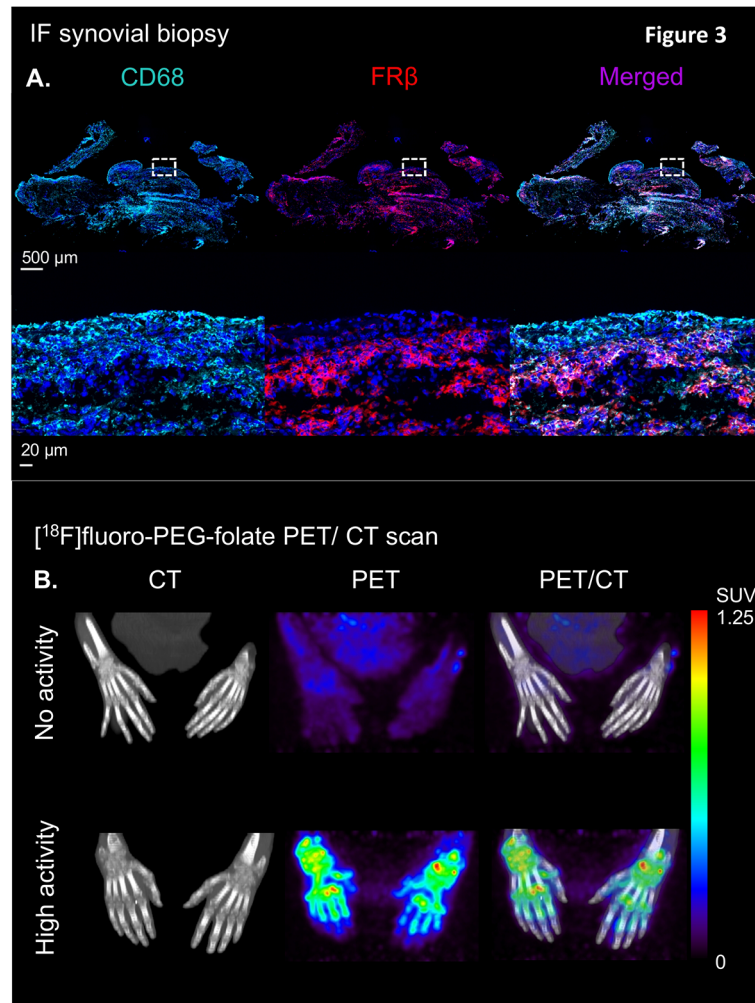 IF synovial biopsy
Figure 3
A.
CD68
FRβ
Merged
500 µm
20 µm
[¹⁸F]fluoro-PEG-folate PET/ CT scan
B.
CT
PET
PET/CT
SUV
1.25
No activity
High activity
0